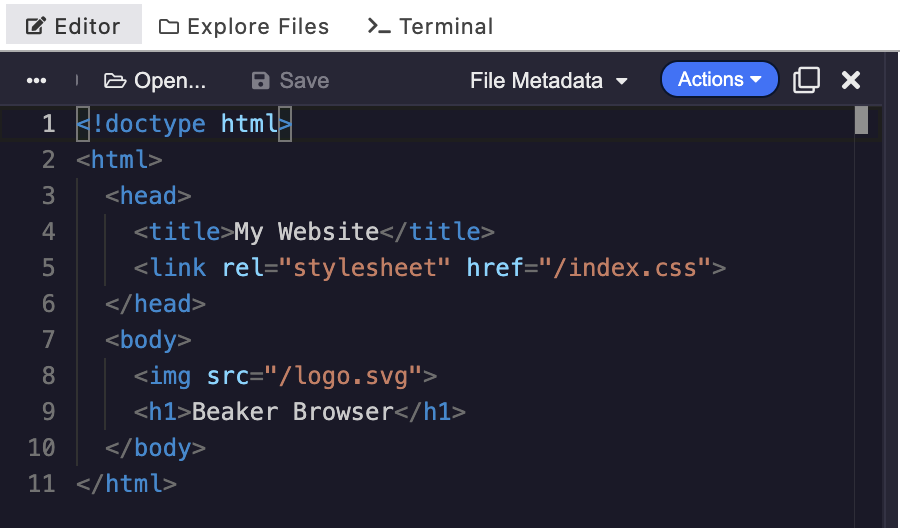 Editor Explore Files Terminal
Open... Save File Metadata Actions
1 <!doctype html>
2 <html>
3   <head>
4     <title>My Website</title>
5     <link rel="stylesheet" href="/index.css">
6   </head>
7   <body>
8     <img src="/logo.svg">
9     <h1>Beaker Browser</h1>
10   </body>
11 </html>